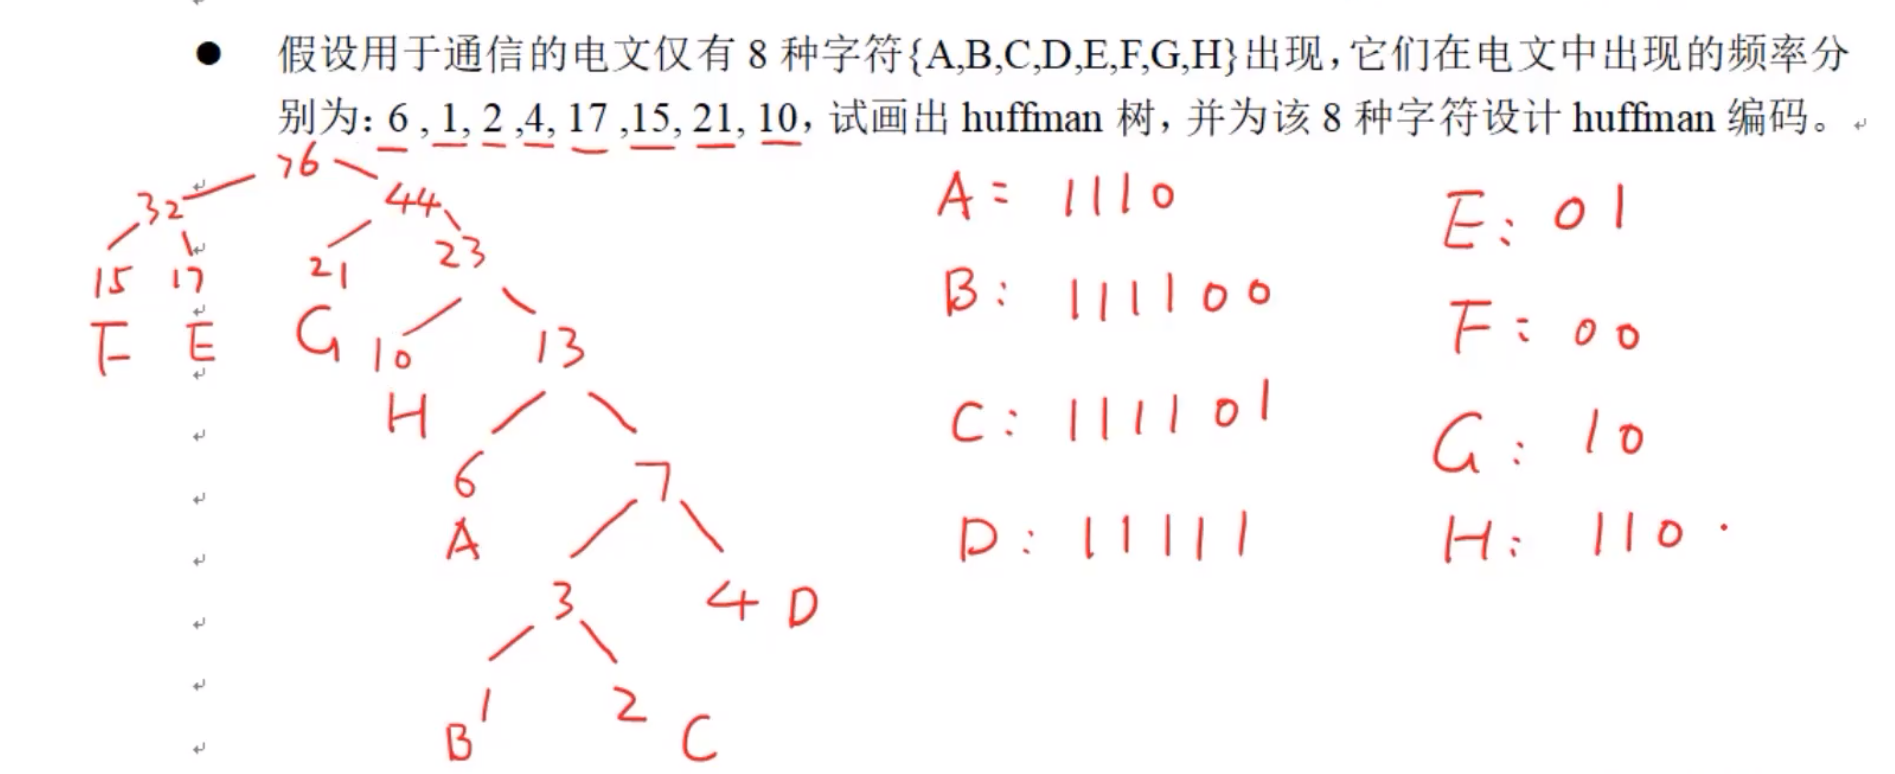 ● 假设用于通信的电文仅有 8 种字符{A,B,C,D,E,F,G,H}出现，它们在电文中出现的频率分
别为：6 , 1, 2 ,4, 17 ,15, 21, 10，试画出 huffman 树，并为该 8 种字符设计 huffman 编码。
76
32 44
15 17 21 23
F E G 10 13
H
6 7
A
3 4 D
1 2
B C
A: 1110
B: 111100
C: 111101
D: 11111
E: 01
F: 00
G: 10
H: 110